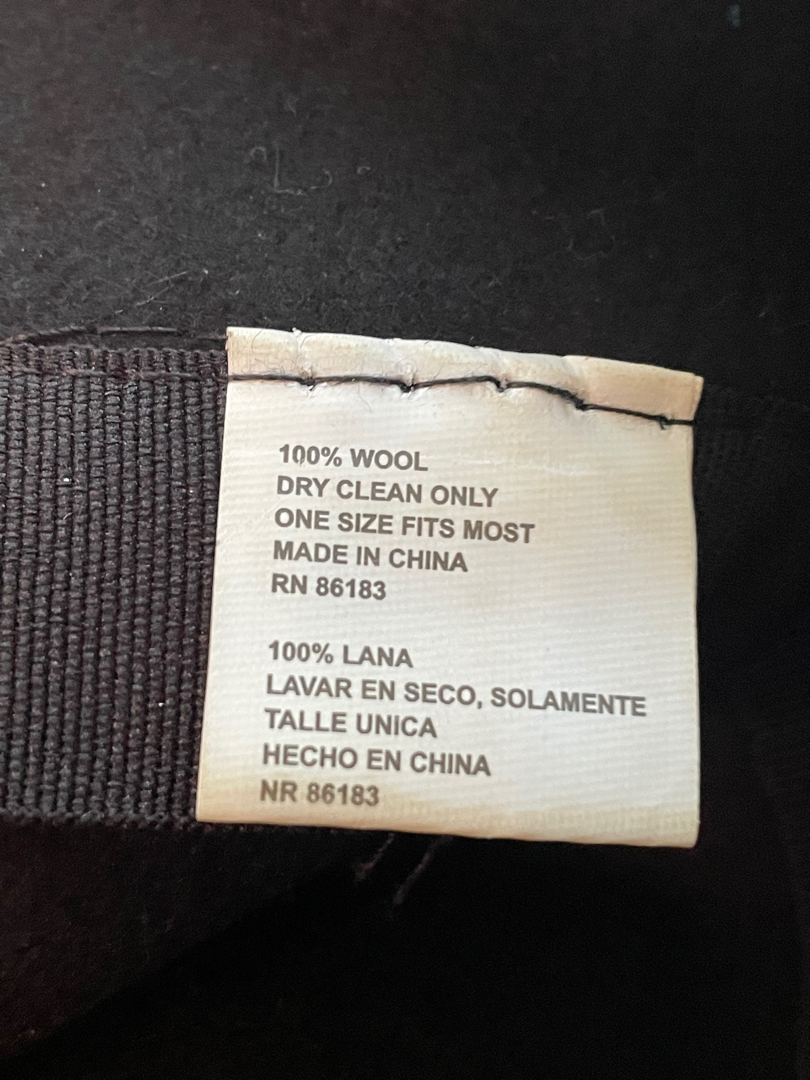 100% WOOL
DRY CLEAN ONLY
ONE SIZE FITS MOST
MADE IN CHINA
RN 86183
100% LANA
LAVAR EN SECO, SOLAMENTE
TALLE UNICA
HECHO EN CHINA
NR 86183